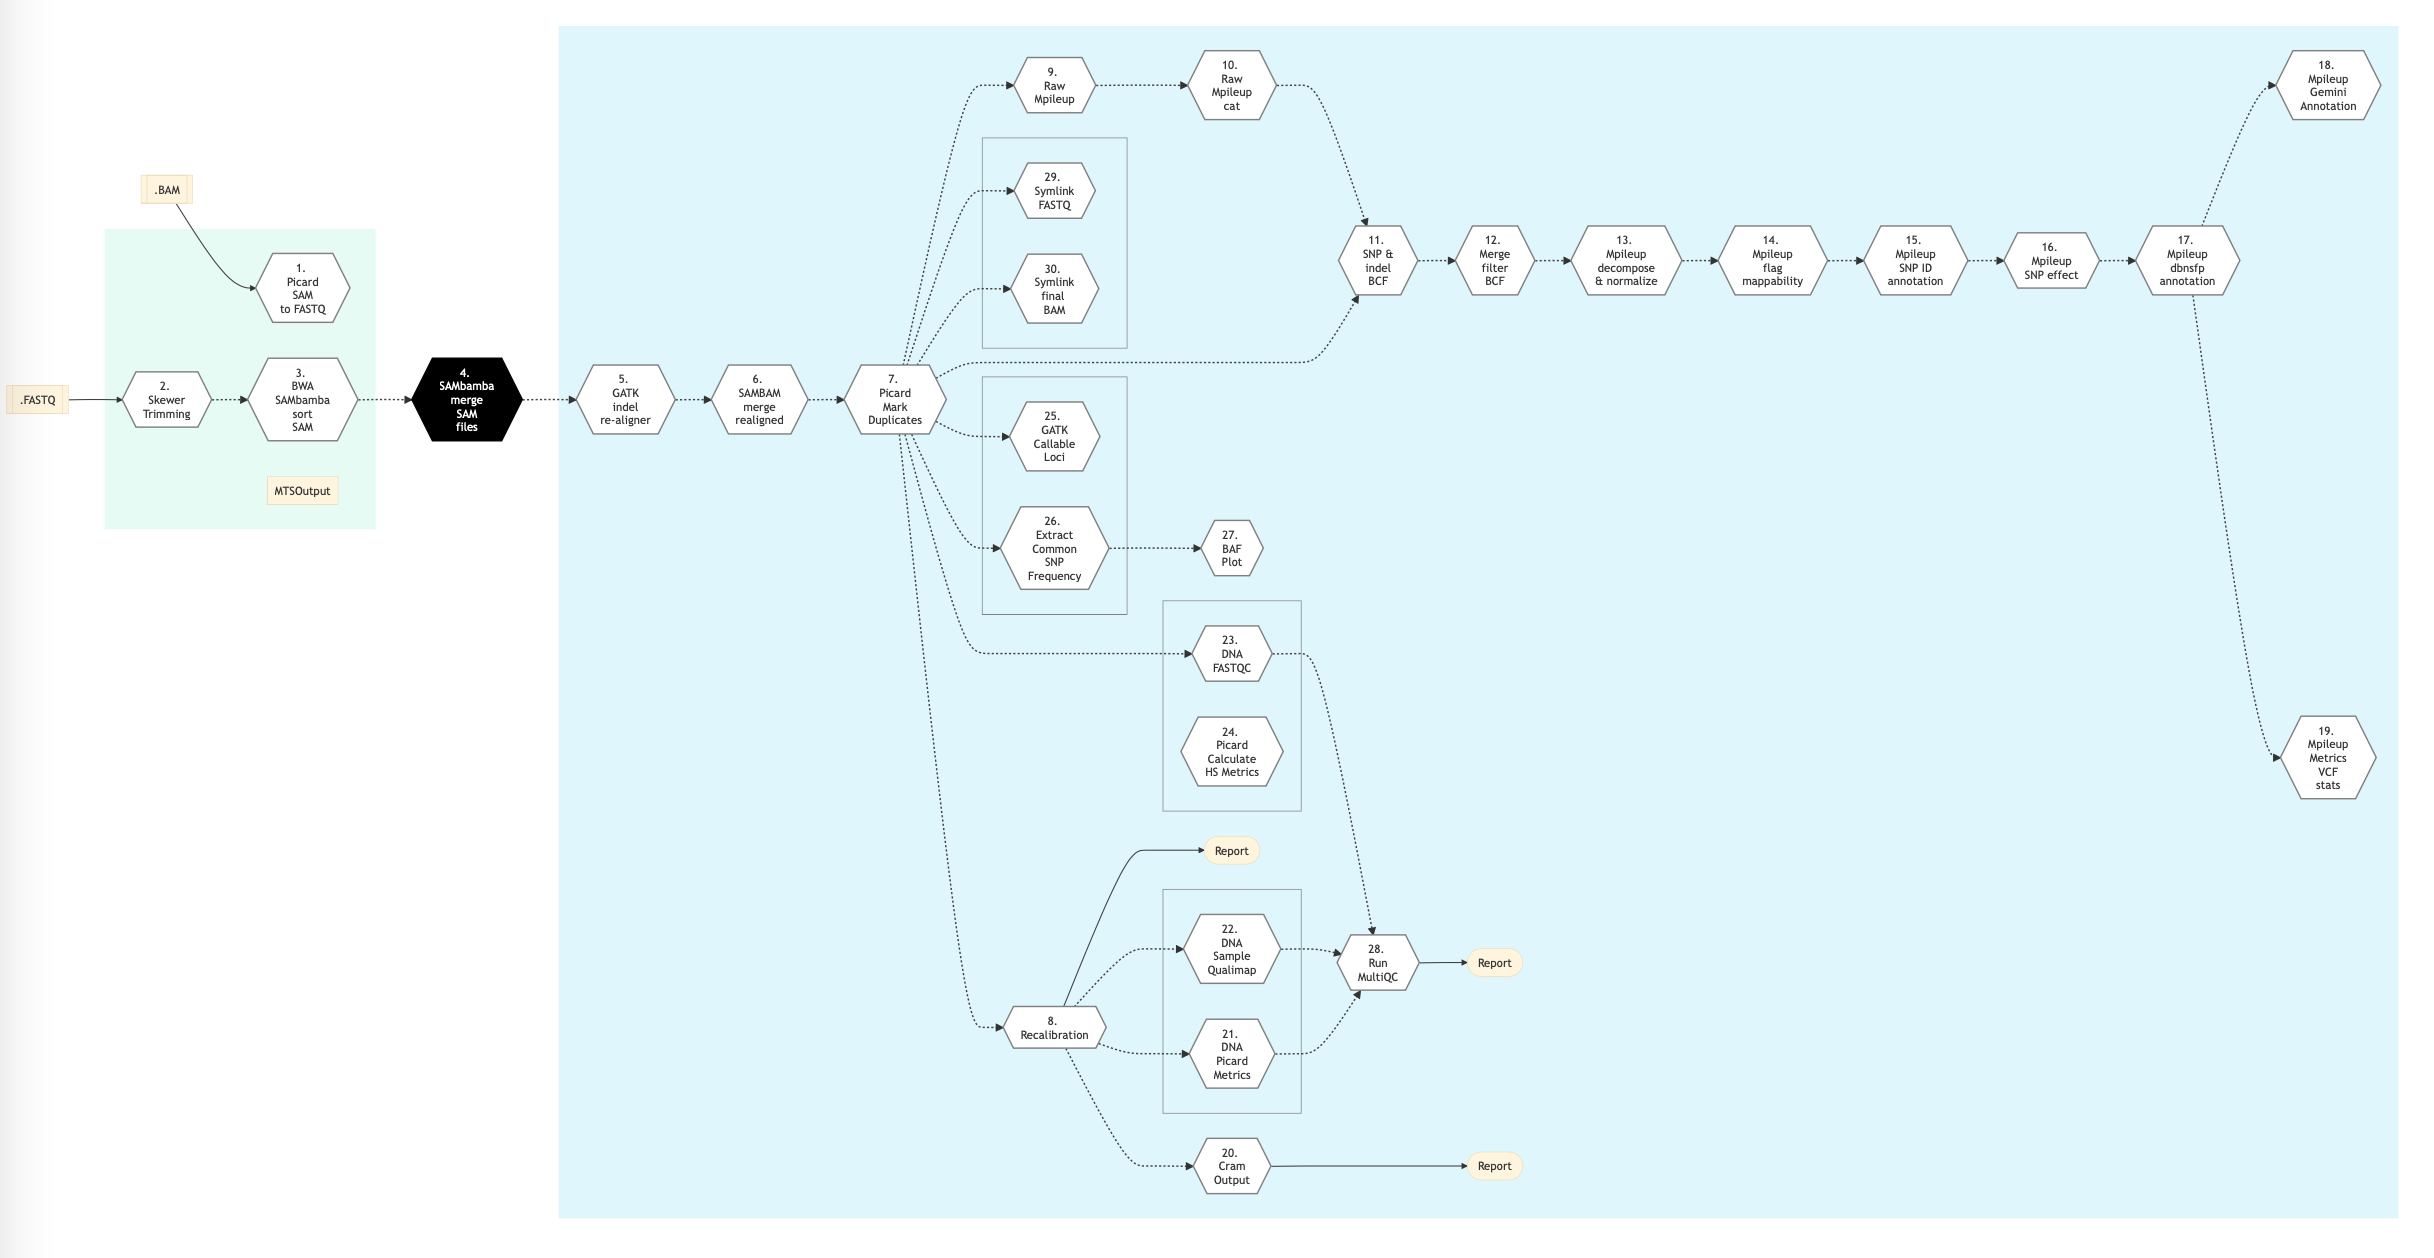 .BAM
1.
Picard
SAM
to FASTQ
.FASTQ
2.
Skewer
Trimming
3.
BWA
SAMbamba
sort
SAM
MTSOutput
4.
SAMbamba
merge
SAM
files
5.
GATK
indel
re-aligner
6.
SAMBAM
merge
realigned
7.
Picard
Mark
Duplicates
9.
Raw
Mpileup
10.
Raw
Mpileup
cat
29.
Symlink
FASTQ
30.
Symlink
final
BAM
11.
SNP &
indel
BCF
12.
Merge
filter
BCF
13.
Mpileup
decompose
& normalize
14.
Mpileup
flag
mappability
15.
Mpileup
SNP ID
annotation
16.
Mpileup
SNP effect
17.
Mpileup
dbnsfp
annotation
18.
Mpileup
Gemini
Annotation
19.
Mpileup
Metrics
VCF
stats
25.
GATK
Callable
Loci
26.
Extract
Common
SNP
Frequency
27.
BAF
Plot
23.
DNA
FASTQC
24.
Picard
Calculate
HS Metrics
Report
22.
DNA
Sample
Qualimap
28.
Run
MultiQC
Report
8.
Recalibration
21.
DNA
Picard
Metrics
20.
Cram
Output
Report